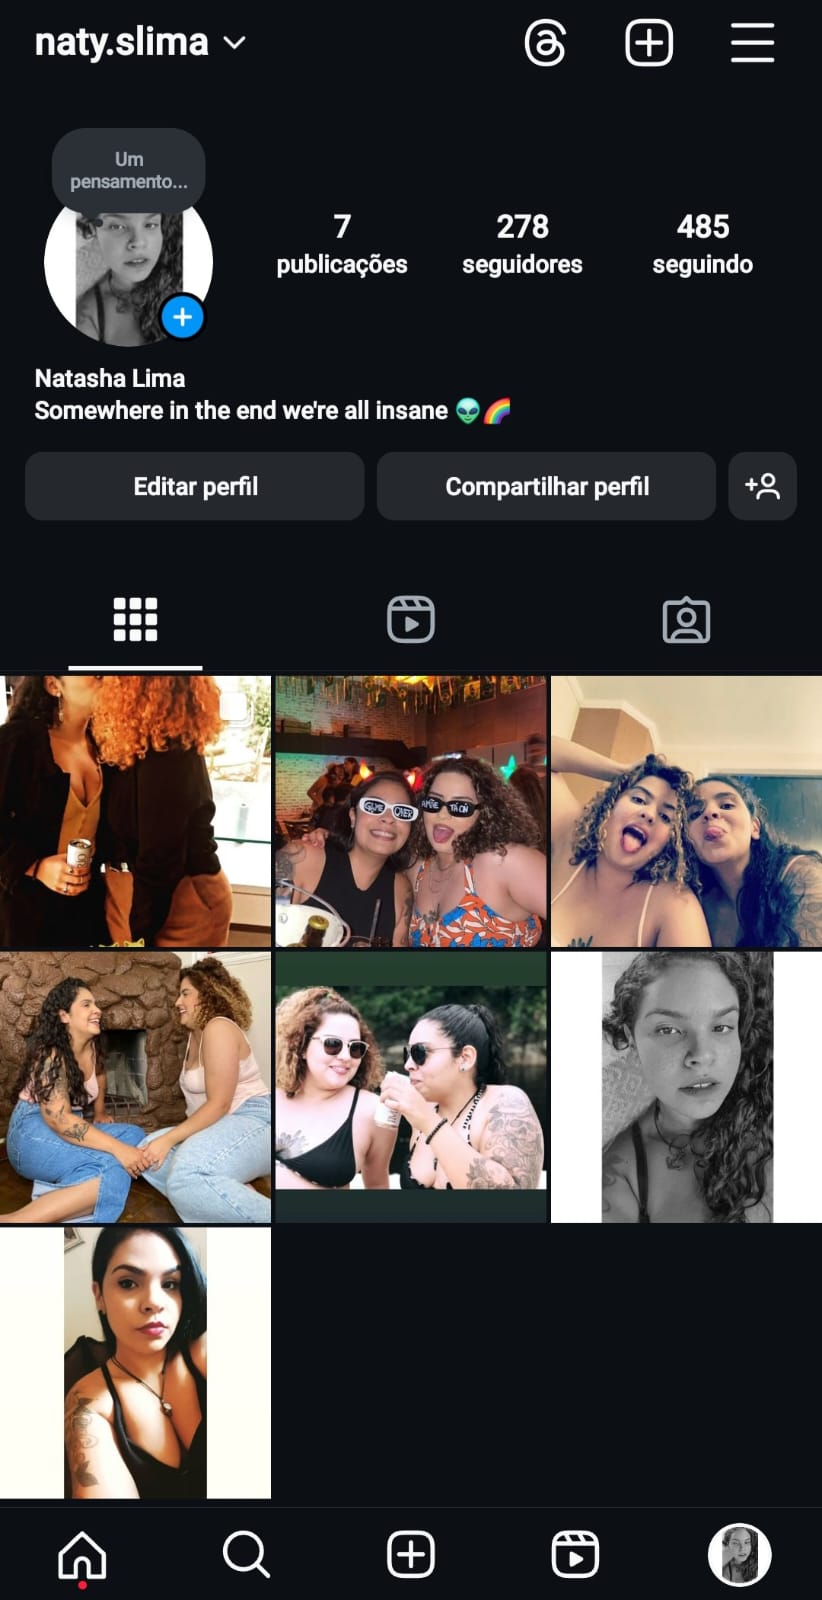 naty.slima
Um
pensamento...
7
278
485
publicações
seguidores
seguindo
Natasha Lima
Somewhere in the end we're all insane 👽🌈
Editar perfil
Compartilhar perfil
GAME OVER
TÁ ON